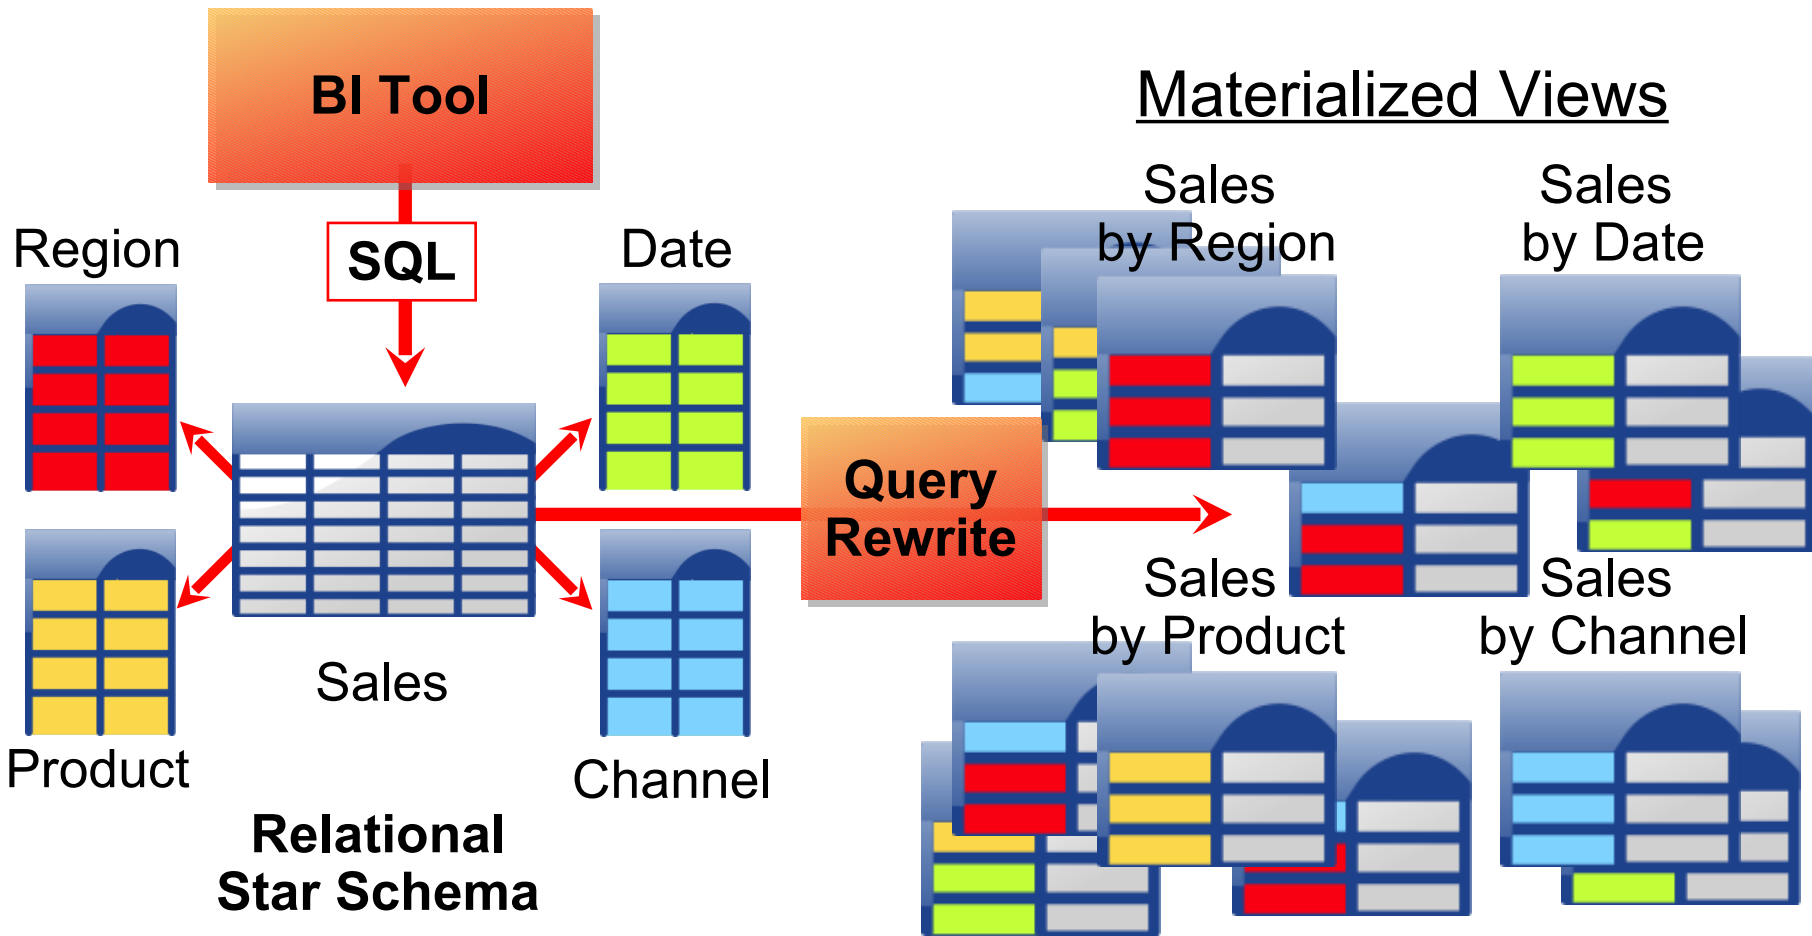 BI Tool
SQL
Region
Date
Product
Sales
Channel
Relational
Star Schema
Query
Rewrite
Materialized Views
Sales
by Region
Sales
by Date
Sales
by Product
Sales
by Channel